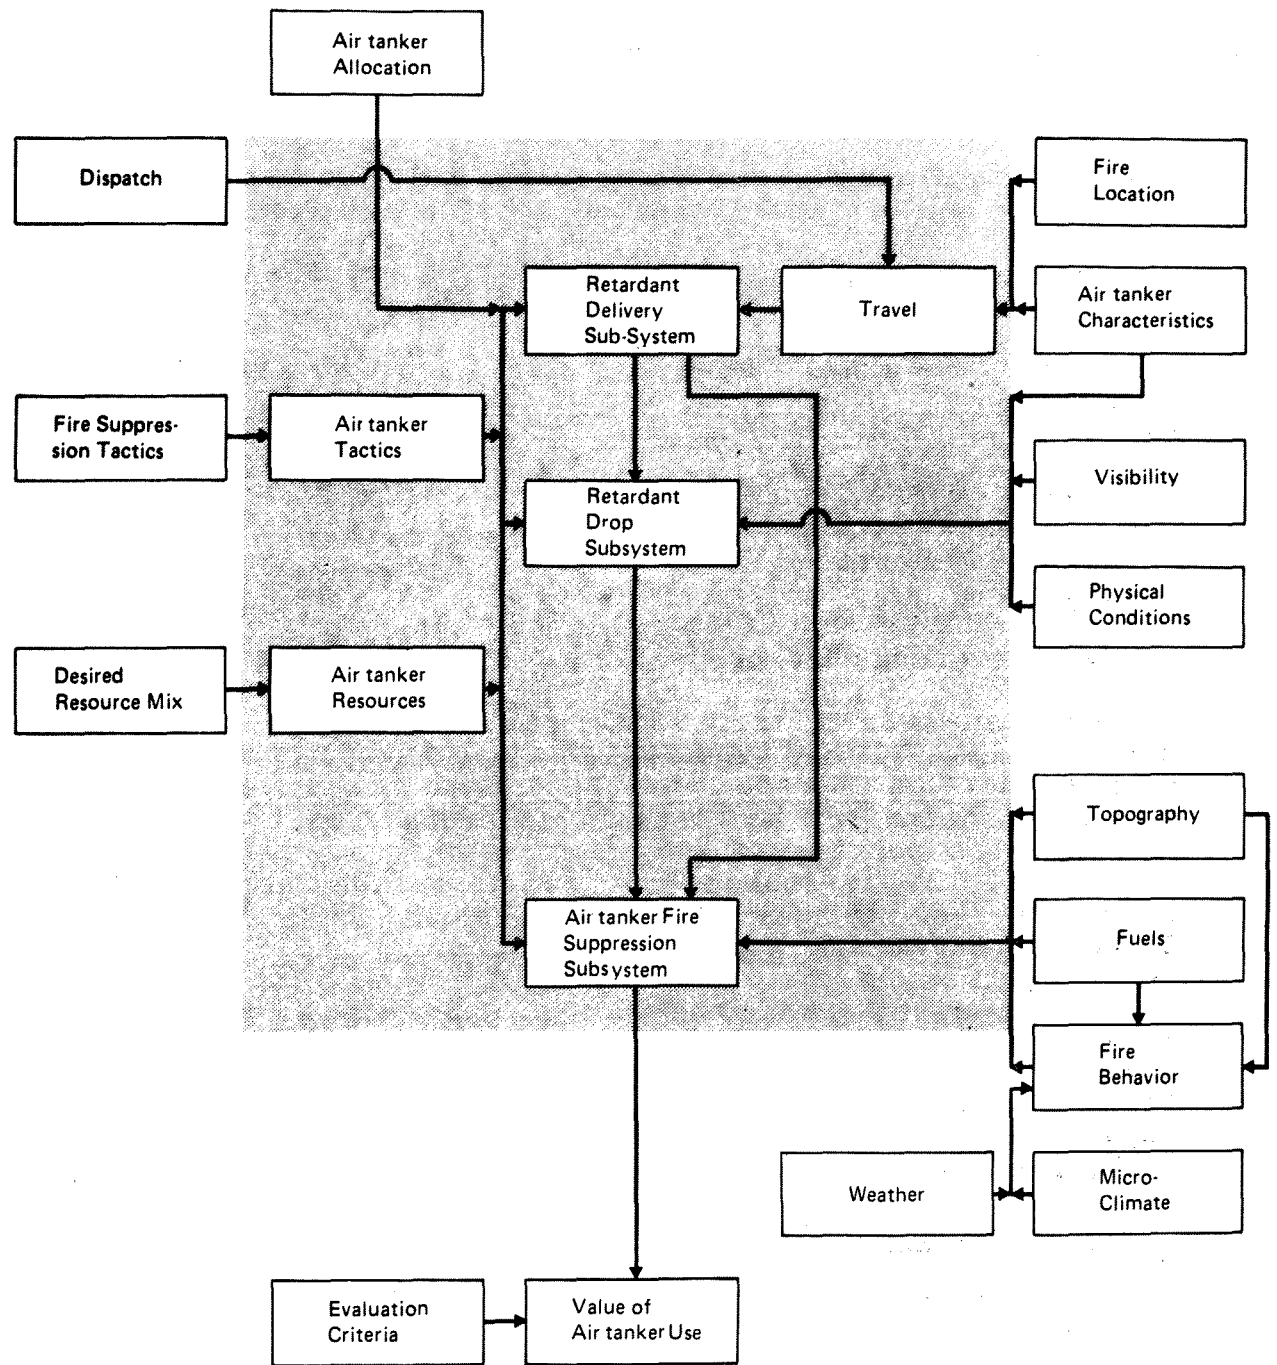 Air tanker
Allocation
Dispatch
Fire
Location
Retardant
Delivery
Sub-System
Travel
Air tanker
Characteristics
Fire Suppres-
sion Tactics
Air tanker
Tactics
Visibility
Retardant
Drop
Subsystem
Physical
Conditions
Desired
Resource Mix
Air tanker
Resources
Topography
Air tanker Fire
Suppression
Subsystem
Fuels
Fire
Behavior
Weather
Micro-
Climate
Evaluation
Criteria
Value of
Air tanker Use